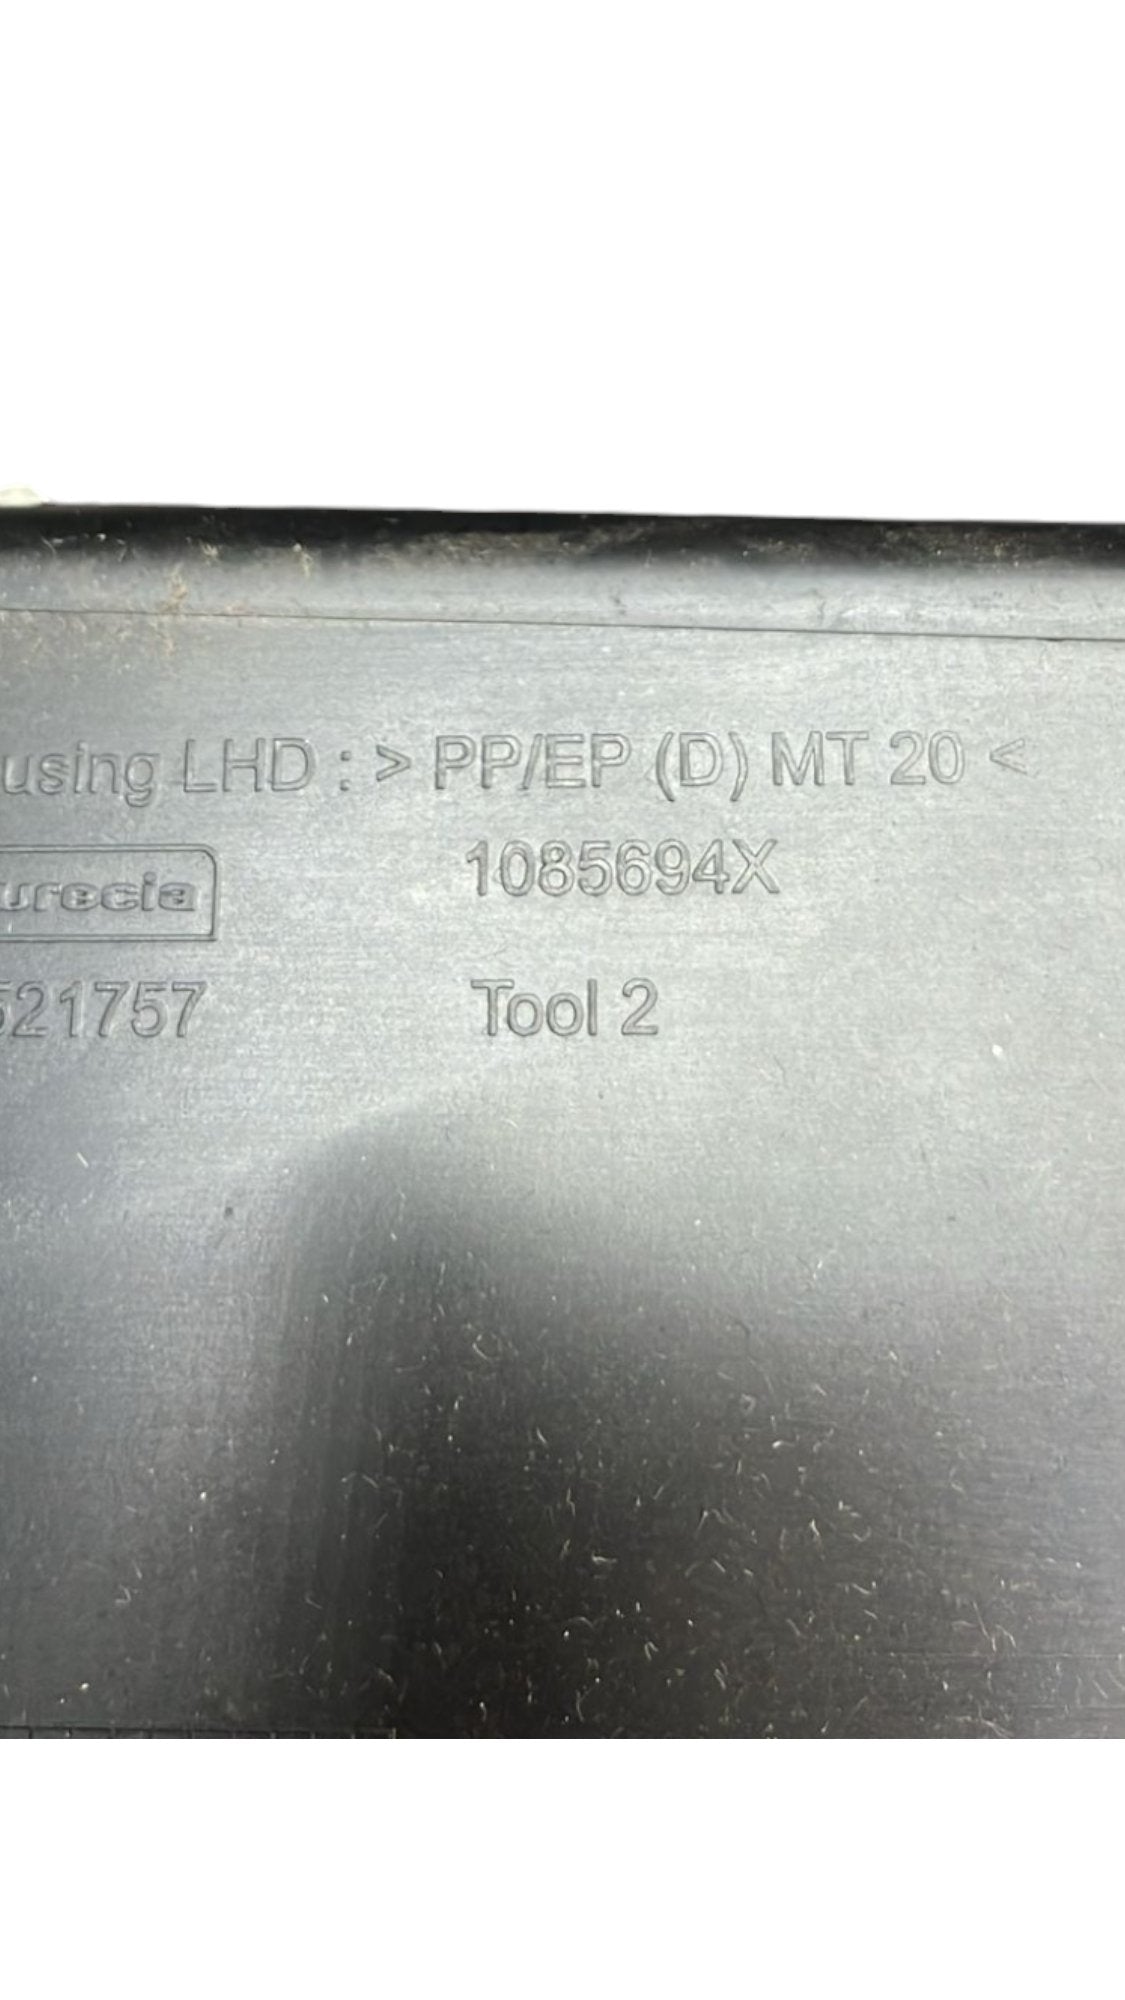 using LHD : > PP/EP (D) MT 20 <
urecia 1085694X
521757 Tool 2